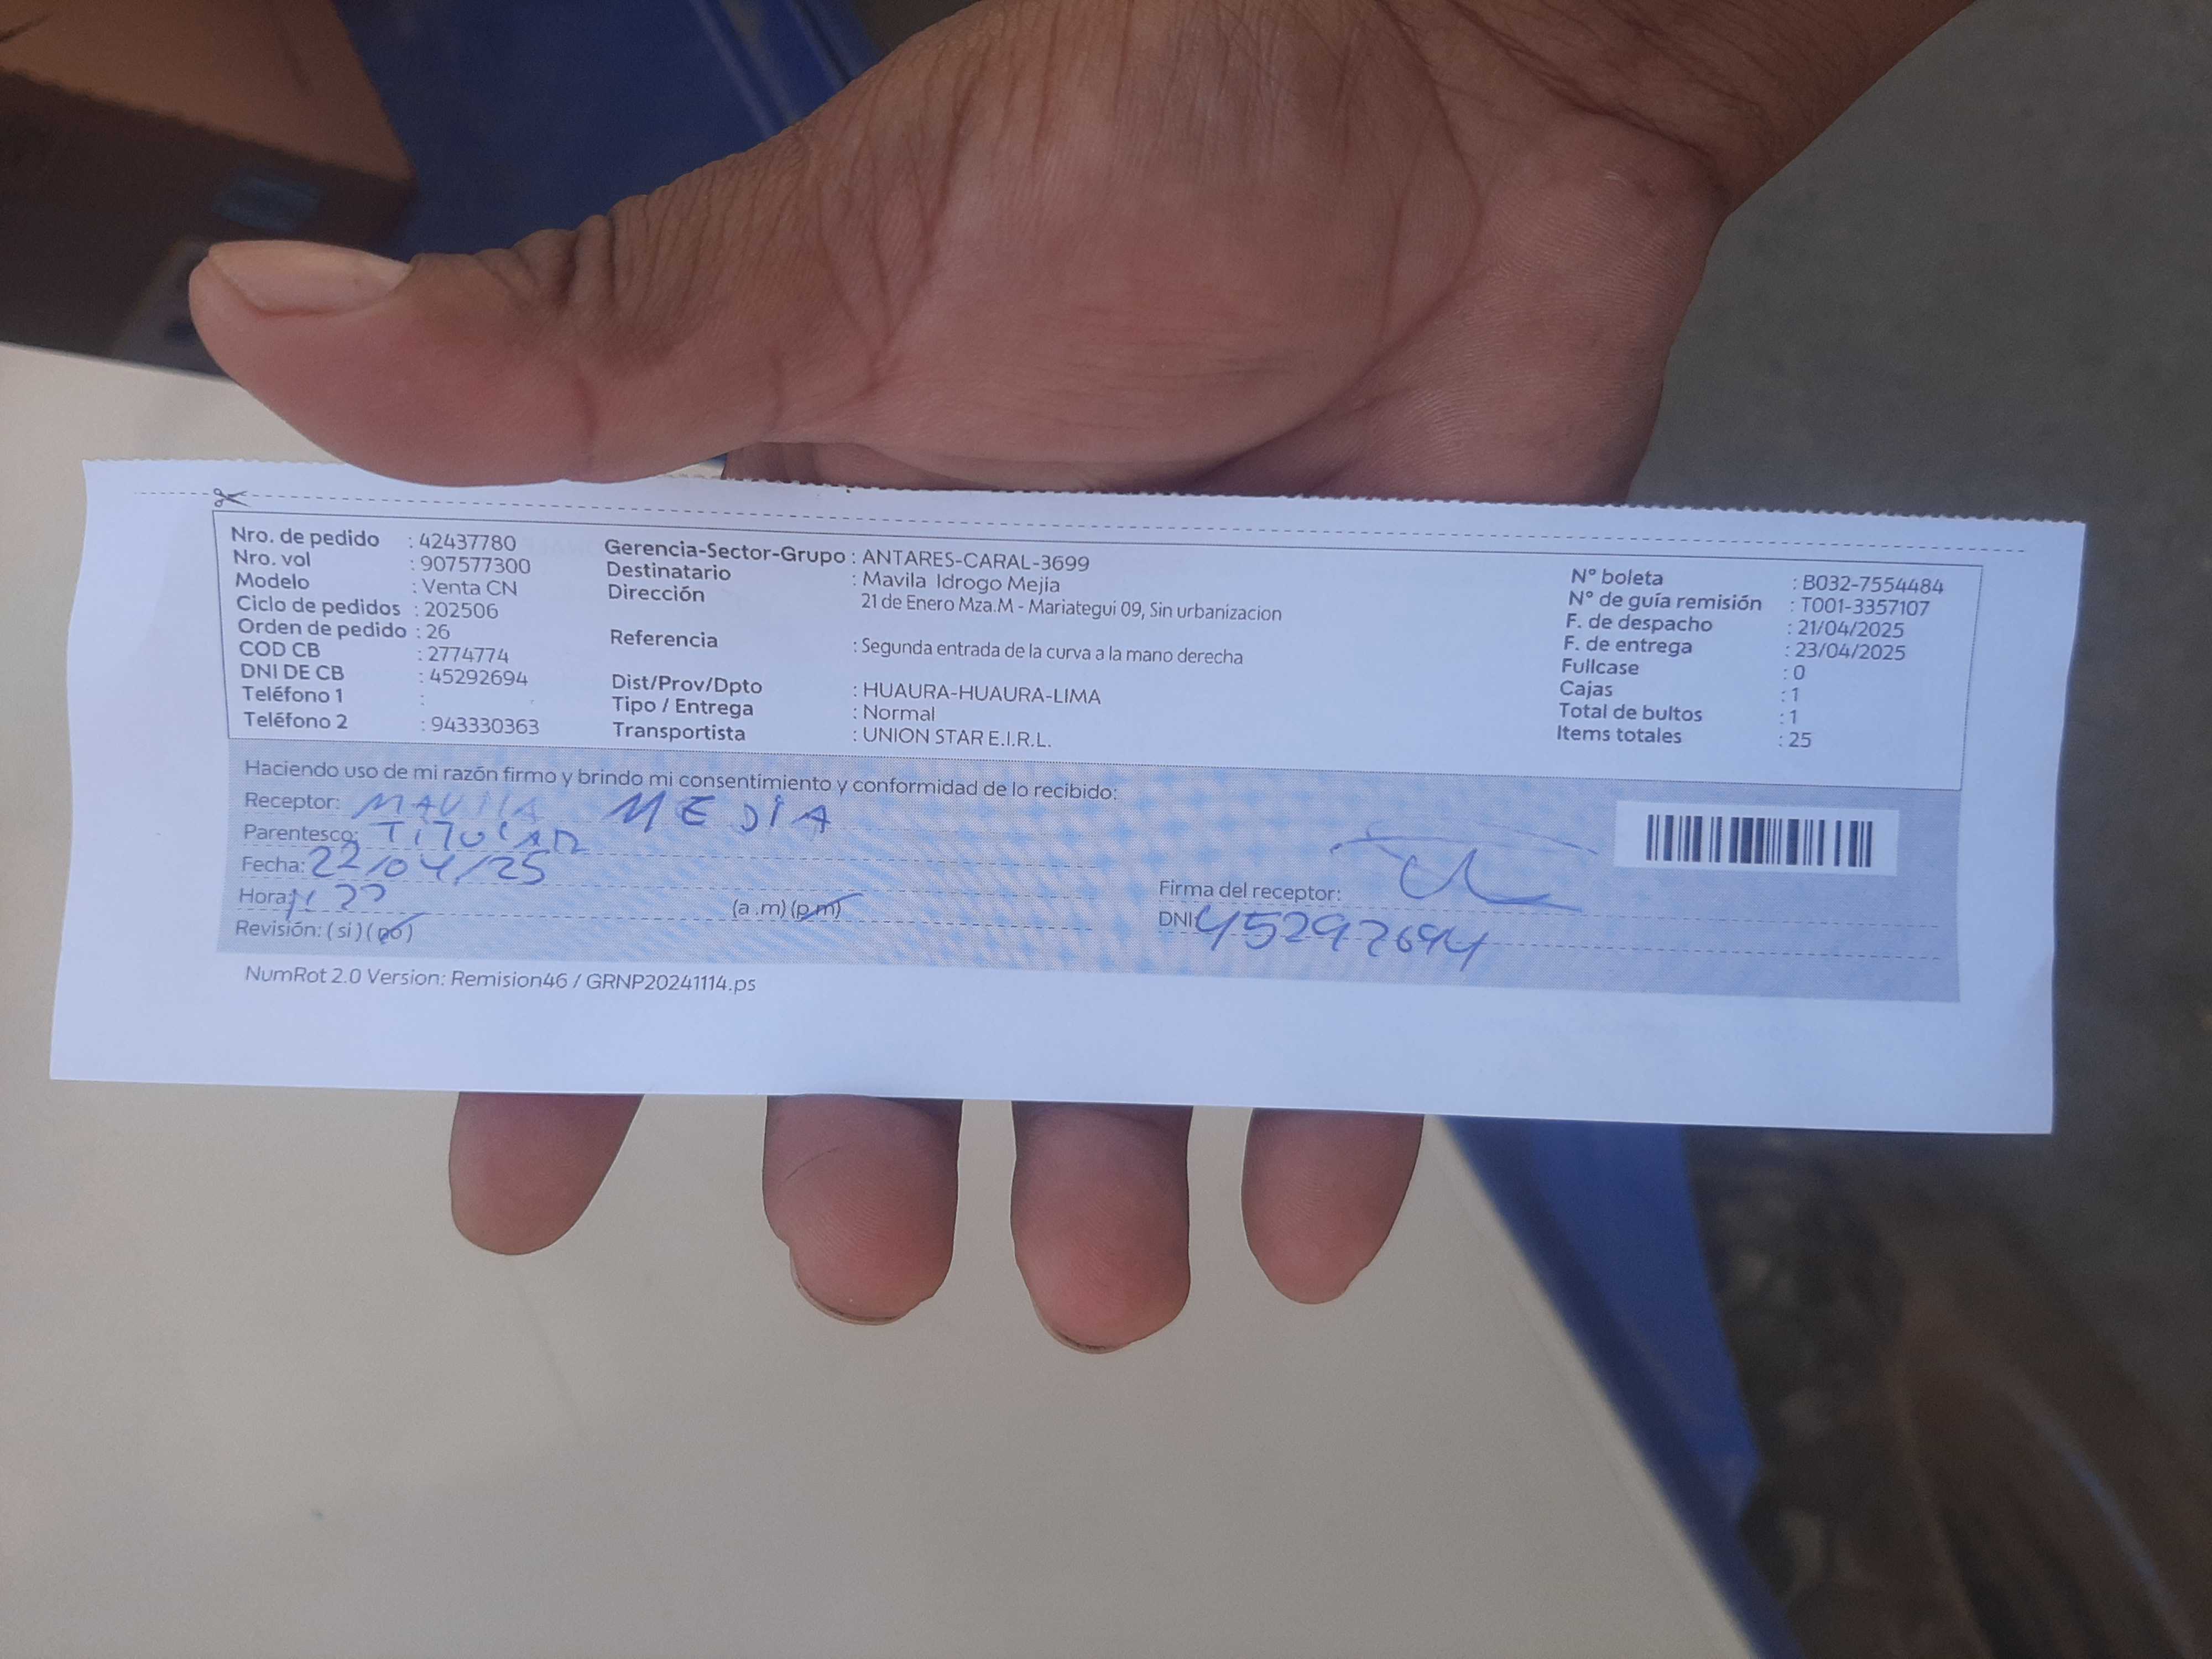 Nro. de pedido : 42437780
Nro. vol : 907577300
Modelo : Venta CN
Ciclo de pedidos : 202506
Orden de pedido : 26
COD CB : 2774774
DNI DE CB : 45292694
Teléfono 1 :
Teléfono 2 : 943330363
Gerencia-Sector-Grupo : ANTARES-CARAL-3699
Destinatario : Mavila Idrogo Mejia
Dirección 21 de Enero Mza.M - Mariategui 09, Sin urbanizacion
Referencia : Segunda entrada de la curva a la mano derecha
Dist/Prov/Dpto : HUAURA-HUAURA-LIMA
Tipo / Entrega : Normal
Transportista : UNION STAR E.I.R.L.
N° boleta : B032-7554484
N° de guía remisión : T001-3357107
F. de despacho : 21/04/2025
F. de entrega : 23/04/2025
Fullcase : 0
Cajas : 1
Total de bultos : 1
Items totales : 25
Haciendo uso de mi razón firmo y brindo mi consentimiento y conformidad de lo recibido:
Receptor: MAVILA MEDIA
Parentesco: TITULAR
Fecha: 22/04/25
Hora: (a .m) (p.m)
Revisión: ( si ) ( no )
Firma del receptor:
DNI 45292694
NumRot 2.0 Version: Remision46 / GRNP20241114.ps